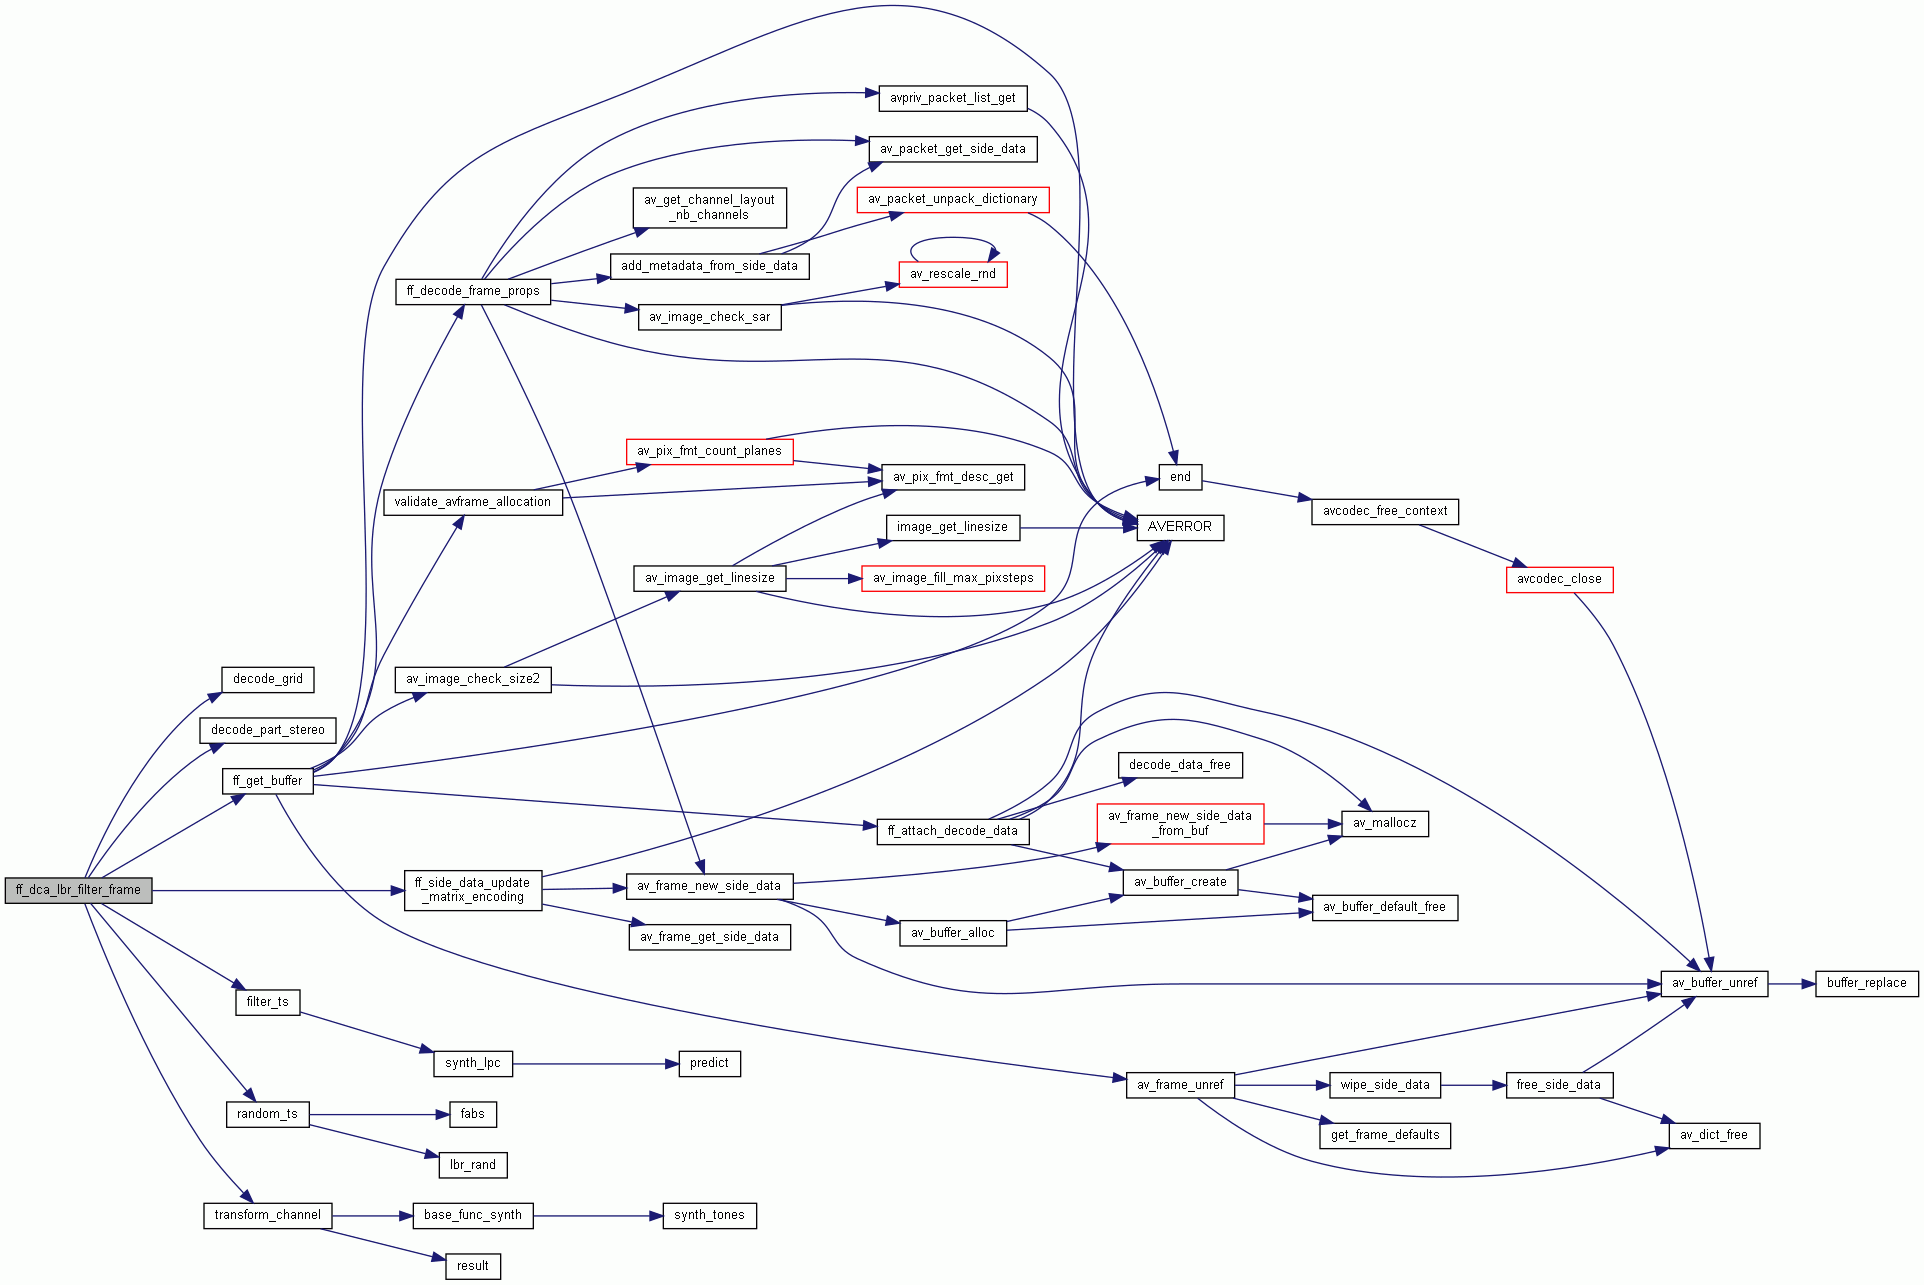 avpriv_packet_list_get
av_packet_get_side_data
av_get_channel_layout
_nb_channels
av_packet_unpack_dictionary
add_metadata_from_side_data
av_rescale_rnd
ff_decode_frame_props
av_image_check_sar
av_pix_fmt_count_planes
av_pix_fmt_desc_get
end
validate_avframe_allocation
avcodec_free_context
image_get_linesize
AVERROR
av_image_get_linesize
av_image_fill_max_pixsteps
avcodec_close
decode_grid
av_image_check_size2
decode_part_stereo
decode_data_free
ff_get_buffer
av_frame_new_side_data
_from_buf
ff_attach_decode_data
av_mallocz
ff_dca_lbr_filter_frame
ff_side_data_update
_matrix_encoding
av_frame_new_side_data
av_buffer_create
av_buffer_default_free
av_frame_get_side_data
av_buffer_alloc
av_buffer_unref
buffer_replace
filter_ts
synth_lpc
predict
av_frame_unref
wipe_side_data
free_side_data
random_ts
fabs
get_frame_defaults
av_dict_free
lbr_rand
transform_channel
base_func_synth
synth_tones
result